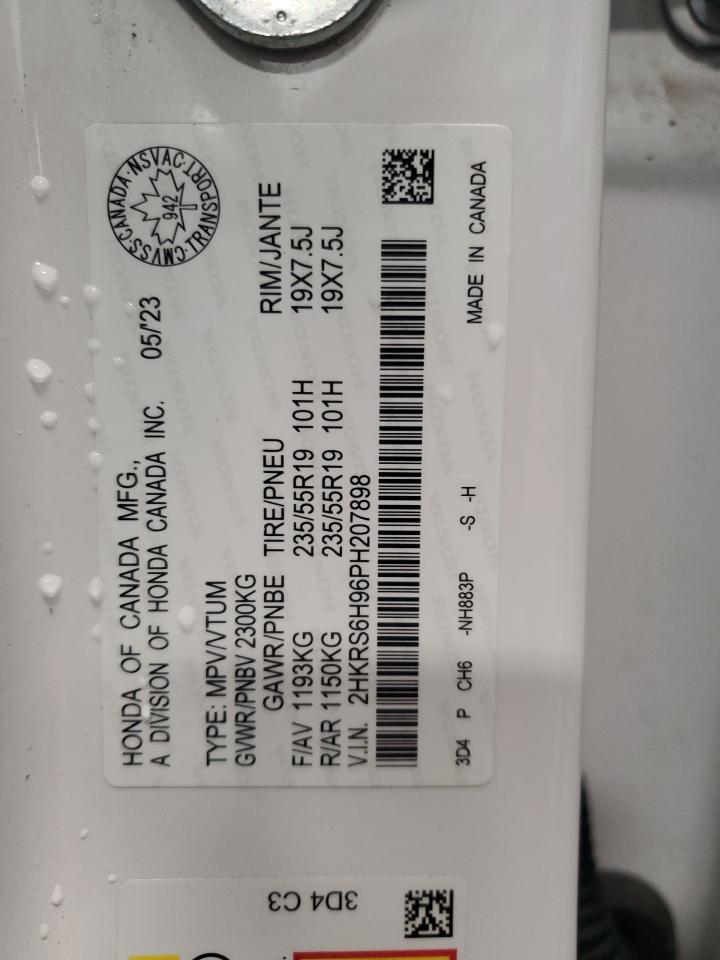 HONDA OF CANADA MFG.,
A DIVISION OF HONDA CANADA INC. 05/'23
CMVSS·CANADA·NSVAC·TRANSPORT·
942
TYPE: MPV/VTUM
GVWR/PNBV 2300KG
GAWR/PNBE TIRE/PNEU RIM/JANTE
F/AV 1193KG 235/55R19 101H 19X7.5J
R/AR 1150KG 235/55R19 101H 19X7.5J
V.I.N. 2HKRS6H96PH207898
3D4 P CH6 -NH883P -S -H MADE IN CANADA
3D4 C3